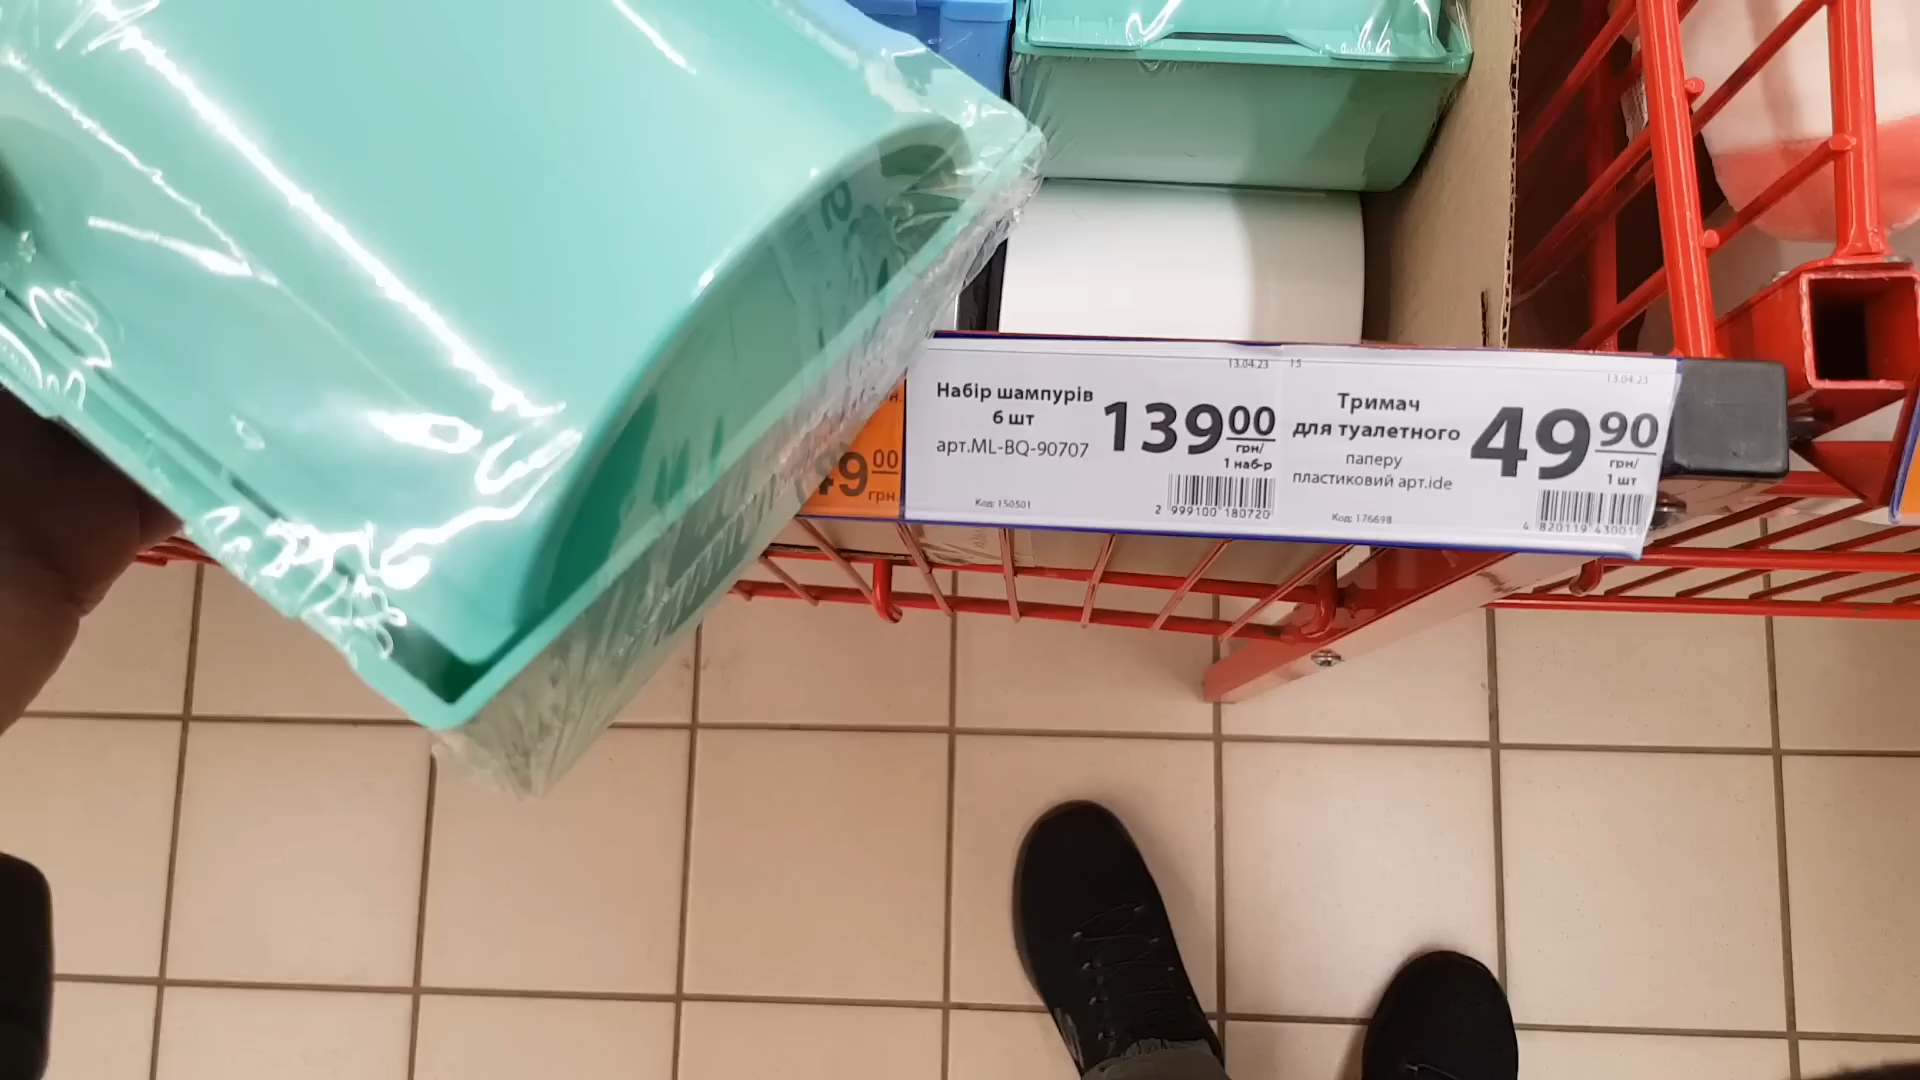 49 00
грн.
13.04.23
Набір шампурів
6 шт
арт.ML-BQ-90707
139 00
грн/
1 наб-р
Код: 150501
2 999100 180720
15
13.04.23
Тримач
для туалетного
паперу
пластиковий арт.ide
49 90
грн/
1 шт
Код: 176698